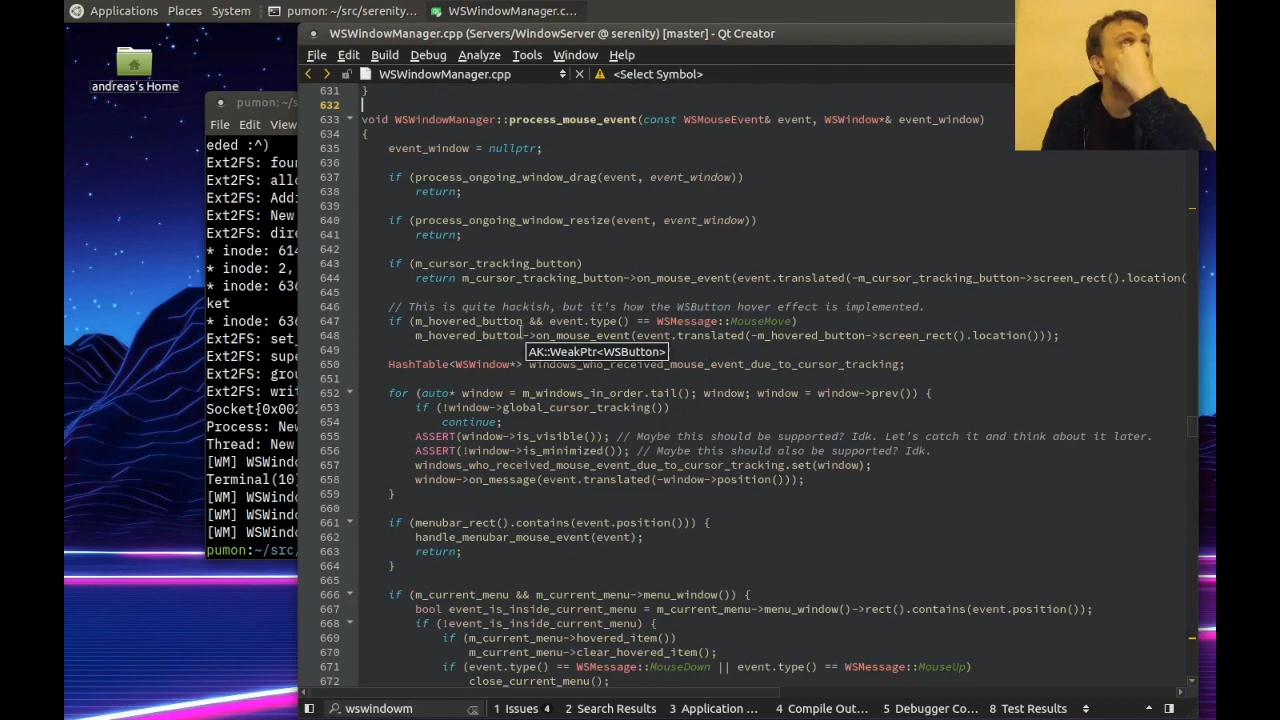 Applications Places System pumon: ~/src/serenity... WSWindowManager.cpp (...
andreas's Home
pumon: ~/s
File Edit View
eded :^)
Ext2FS: foun
Ext2FS: allo
Ext2FS: Addi
Ext2FS: New
Ext2FS: dire
* inode: 614
* inode: 2,
* inode: 636
ket
* inode: 636
Ext2FS: set_
Ext2FS: supe
Ext2FS: grou
Ext2FS: writ
Socket{0x002
Process: New
Thread: New
[WM] WSWindo
Terminal(10)
[WM] WSWindo
[WM] WSWindo
[WM] WSWindo
pumon:~/src/
WSWindowManager.cpp (Servers/WindowServer @ serenity) [master] - Qt Creator
File Edit Build Debug Analyze Tools Window Help
WSWindowManager.cpp <Select Symbol>
631 }
632
633 void WSWindowManager::process_mouse_event(const WSMouseEvent& event, WSWindow*& event_window)
634 {
635 event_window = nullptr;
636
637 if (process_ongoing_window_drag(event, event_window))
638 return;
639
640 if (process_ongoing_window_resize(event, event_window))
641 return;
642
643 if (m_cursor_tracking_button)
644 return m_cursor_tracking_button->on_mouse_event(event.translated(-m_cursor_tracking_button->screen_rect().location(
645
646 // This is quite hackish, but it's how the WSButton hover effect is implemented.
647 if (m_hovered_button && event.type() == WSMessage::MouseMove)
648 m_hovered_button->on_mouse_event(event.translated(-m_hovered_button->screen_rect().location()));
649 AK::WeakPtr<WSButton>
650 HashTable<WSWindow*> windows_who_received_mouse_event_due_to_cursor_tracking;
651
652 for (auto* window = m_windows_in_order.tail(); window; window = window->prev()) {
653 if (!window->global_cursor_tracking())
654 continue;
655 ASSERT(window->is_visible()); // Maybe this should be supported? Idk. Let's catch it and think about it later.
656 ASSERT(!window->is_minimized()); // Maybe this should also be supported? Idk.
657 windows_who_received_mouse_event_due_to_cursor_tracking.set(window);
658 window->on_message(event.translated(-window->position()));
659 }
660
661 if (menubar_rect().contains(event.position())) {
662 handle_menubar_mouse_event(event);
663 return;
664 }
665
666 if (m_current_menu && m_current_menu->menu_window()) {
667 bool event_is_inside_current_menu = m_current_menu->menu_window()->rect().contains(event.position());
668 if (!event_is_inside_current_menu) {
669 if (m_current_menu->hovered_item())
670 m_current_menu->clear_hovered_item();
671 if (event.type() == WSMessage::MouseDown || event.type() == WSMessage::MouseUp)
672 close_current_menu();
wswindowm 1 Issues 4 2 Search Results 3 Application ... 4 Compile Out... 5 Debugger Co... 8 Test Results